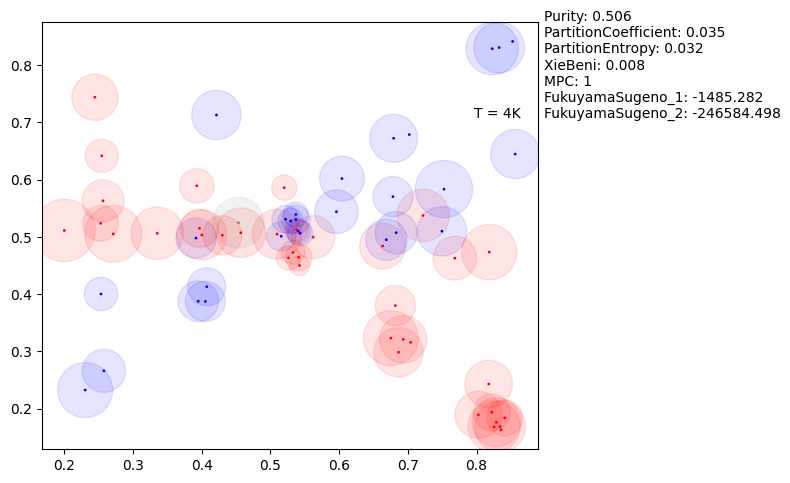 Purity: 0.506
PartitionCoefficient: 0.035
PartitionEntropy: 0.032
XieBeni: 0.008
MPC: 1
FukuyamaSugeno_1: -1485.282
FukuyamaSugeno_2: -246584.498
T = 4K
0.8
0.7
0.6
0.5
0.4
0.3
0.2
0.2 0.3 0.4 0.5 0.6 0.7 0.8